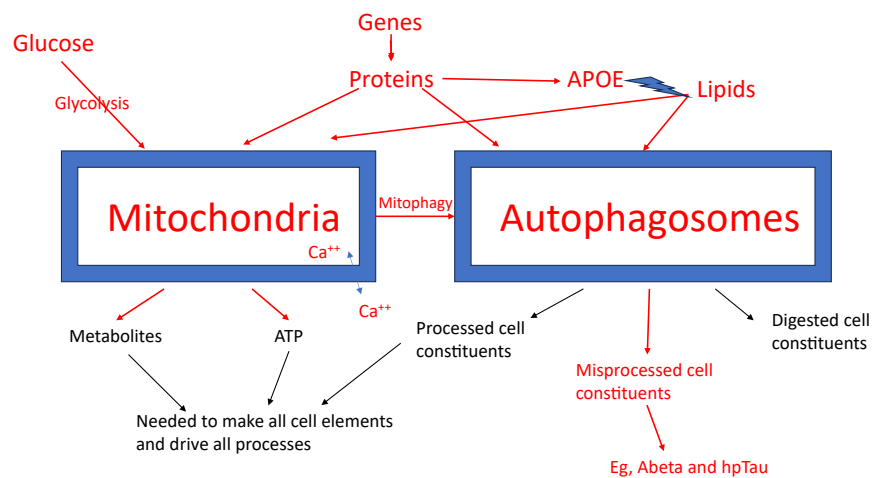 Genes
Glucose
Proteins
APOE
Lipids
Glycolysis
Mitochondria
Mitophagy
Autophagosomes
Ca++
Ca++
Metabolites
ATP
Processed cell
constituents
Digested cell
constituents
Misprocessed cell
constituents
Needed to make all cell elements
and drive all processes
Eg, Abeta and hpTau